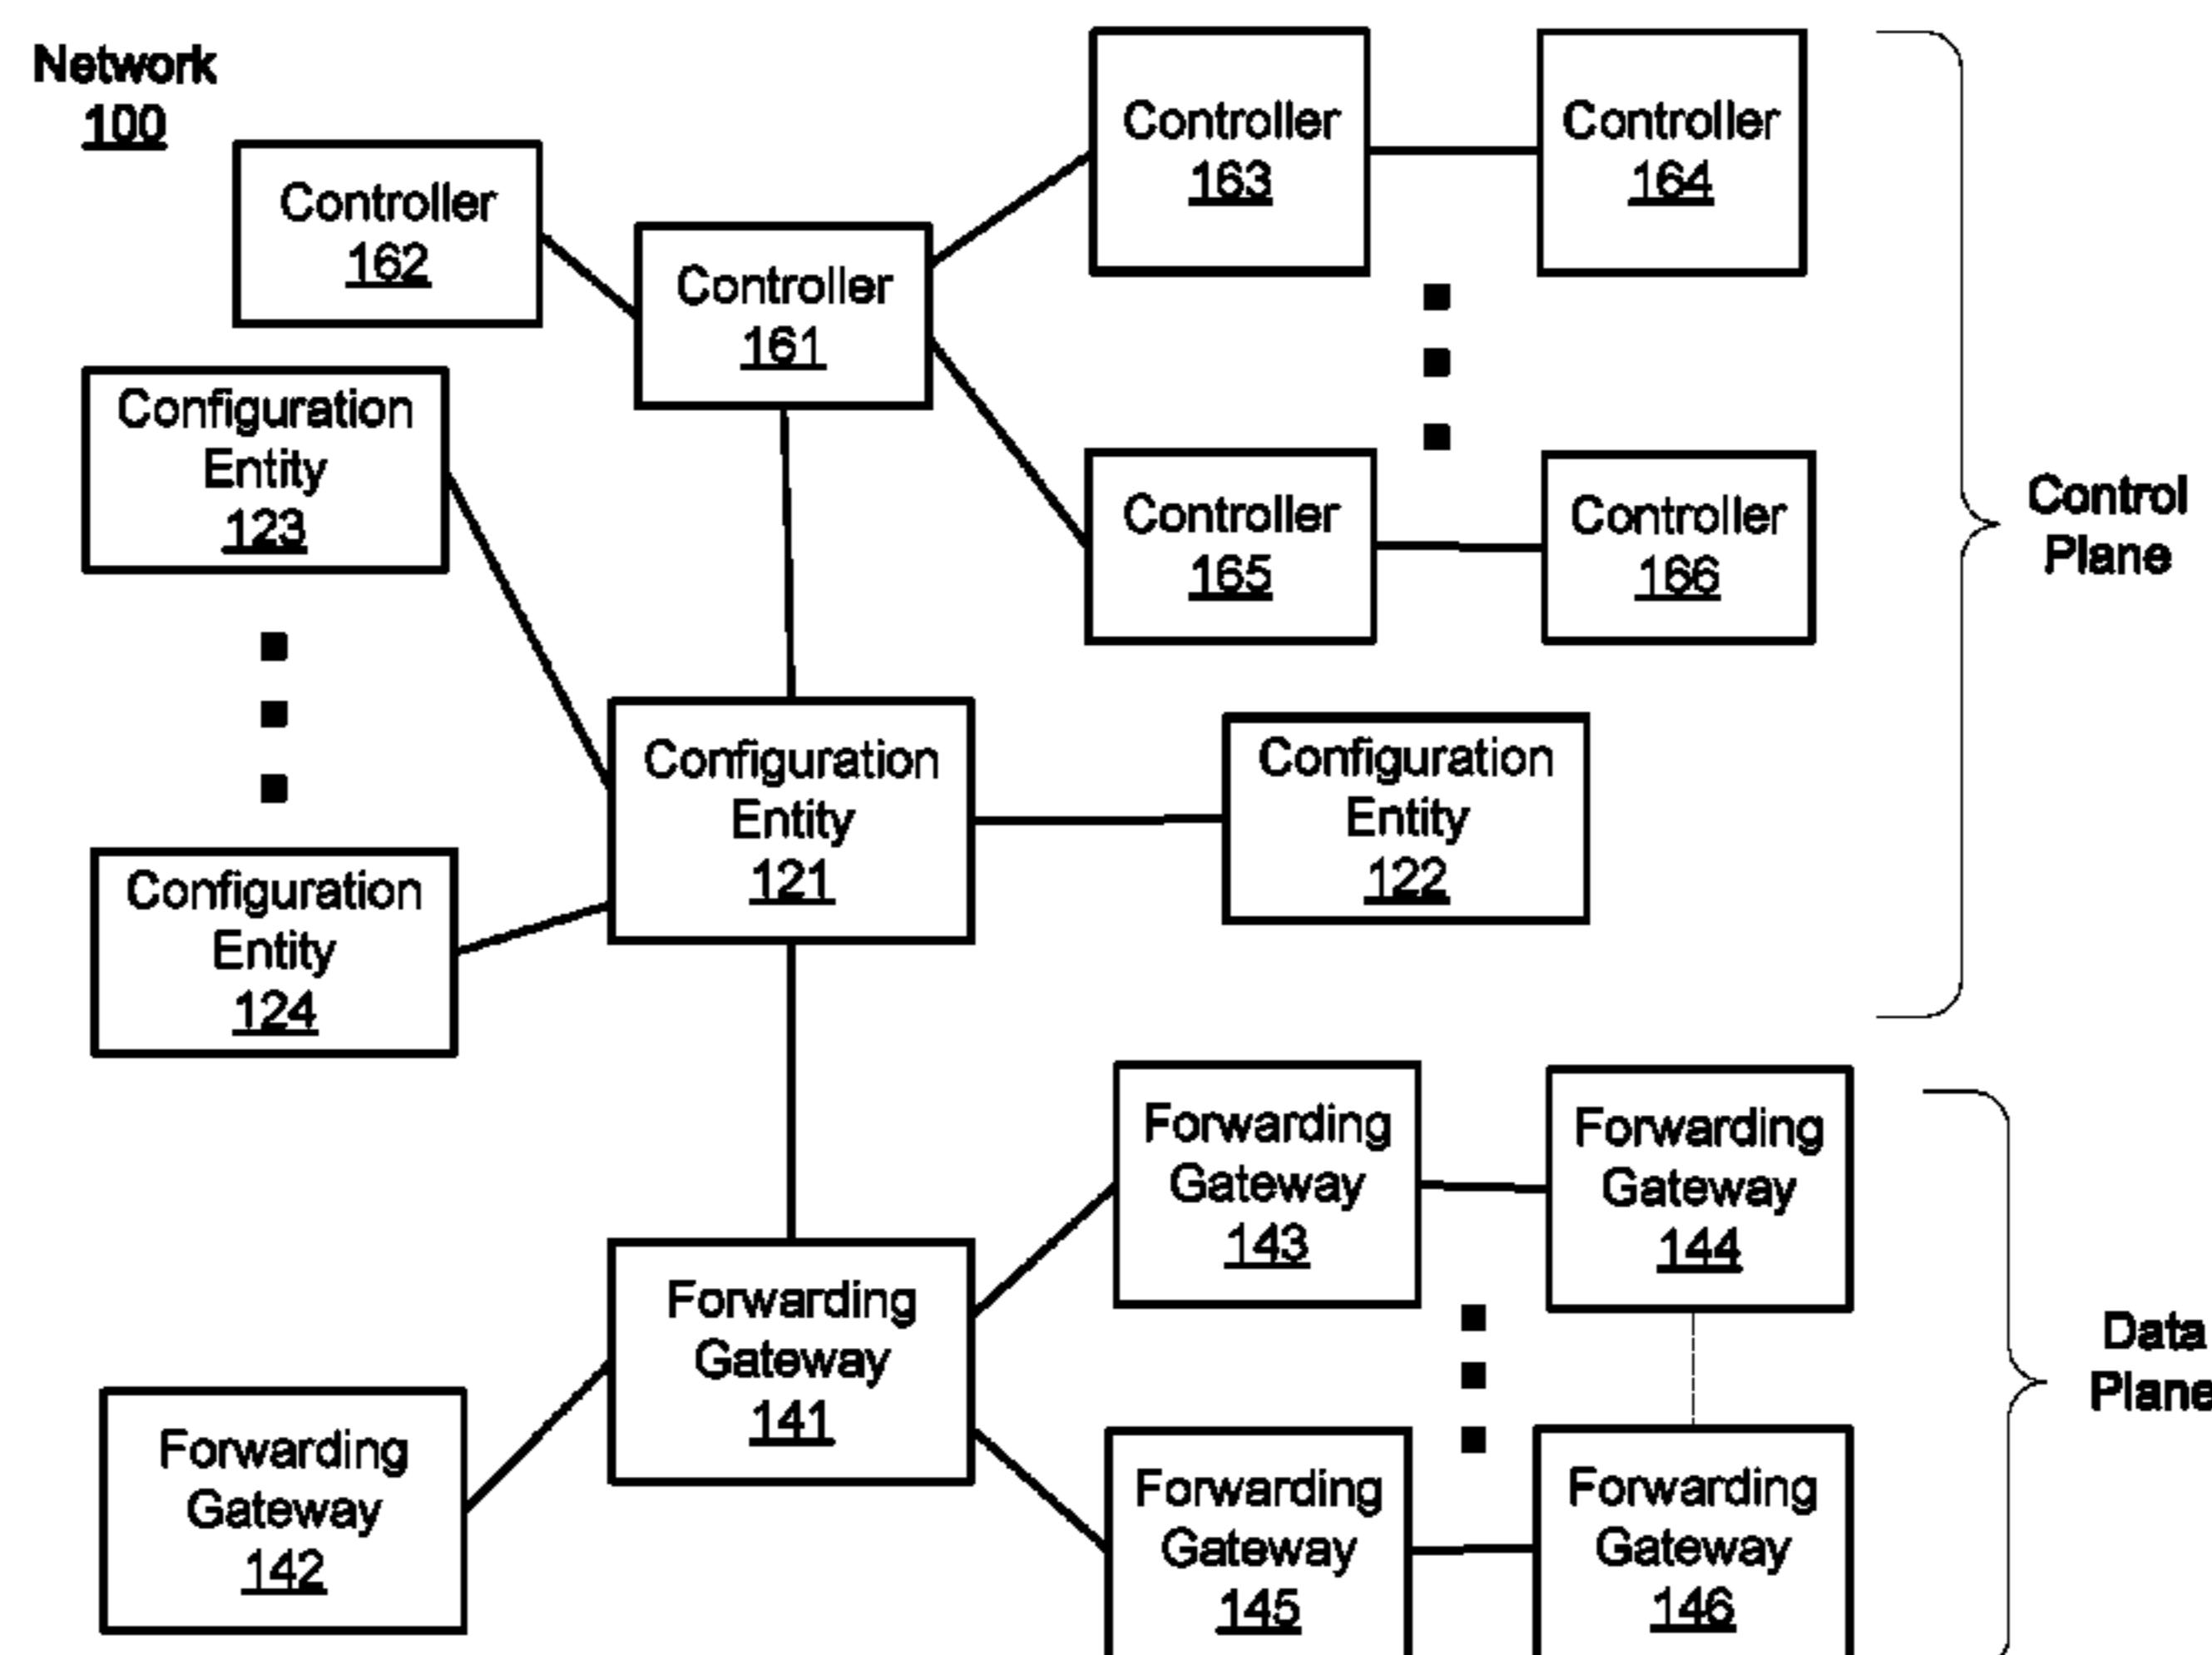 Network
100
Controller
162
Controller
161
Controller
163
Controller
164
Controller
165
Controller
166
Control
Plane
Configuration
Entity
123
Configuration
Entity
121
Configuration
Entity
122
Configuration
Entity
124
Forwarding
Gateway
143
Forwarding
Gateway
144
Forwarding
Gateway
141
Forwarding
Gateway
142
Forwarding
Gateway
145
Forwarding
Gateway
146
Data
Plane